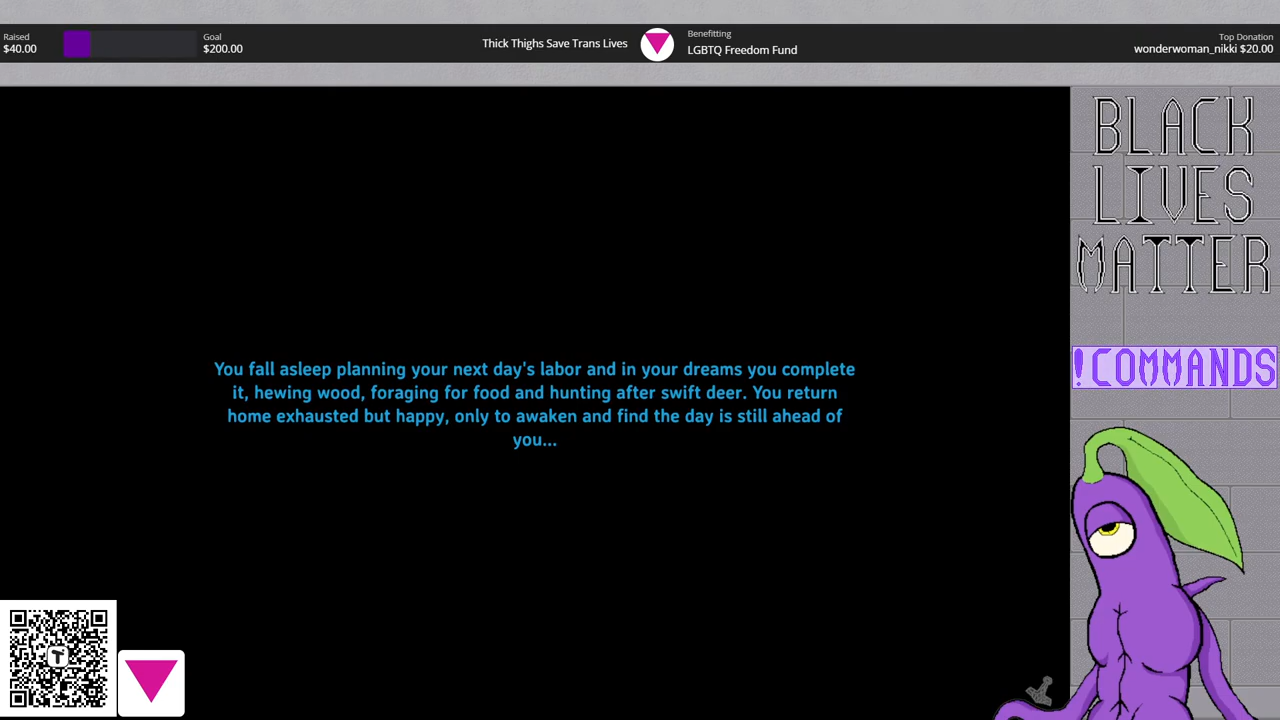 Raised
$40.00
Goal
$200.00
Thick Thighs Save Trans Lives
Benefitting
LGBTQ Freedom Fund
Top Donation
wonderwoman_nikki $20.00
BLACK
LIVES
MATTER
!COMMANDS
You fall asleep planning your next day's labor and in your dreams you complete
it, hewing wood, foraging for food and hunting after swift deer. You return
home exhausted but happy, only to awaken and find the day is still ahead of
you...
T